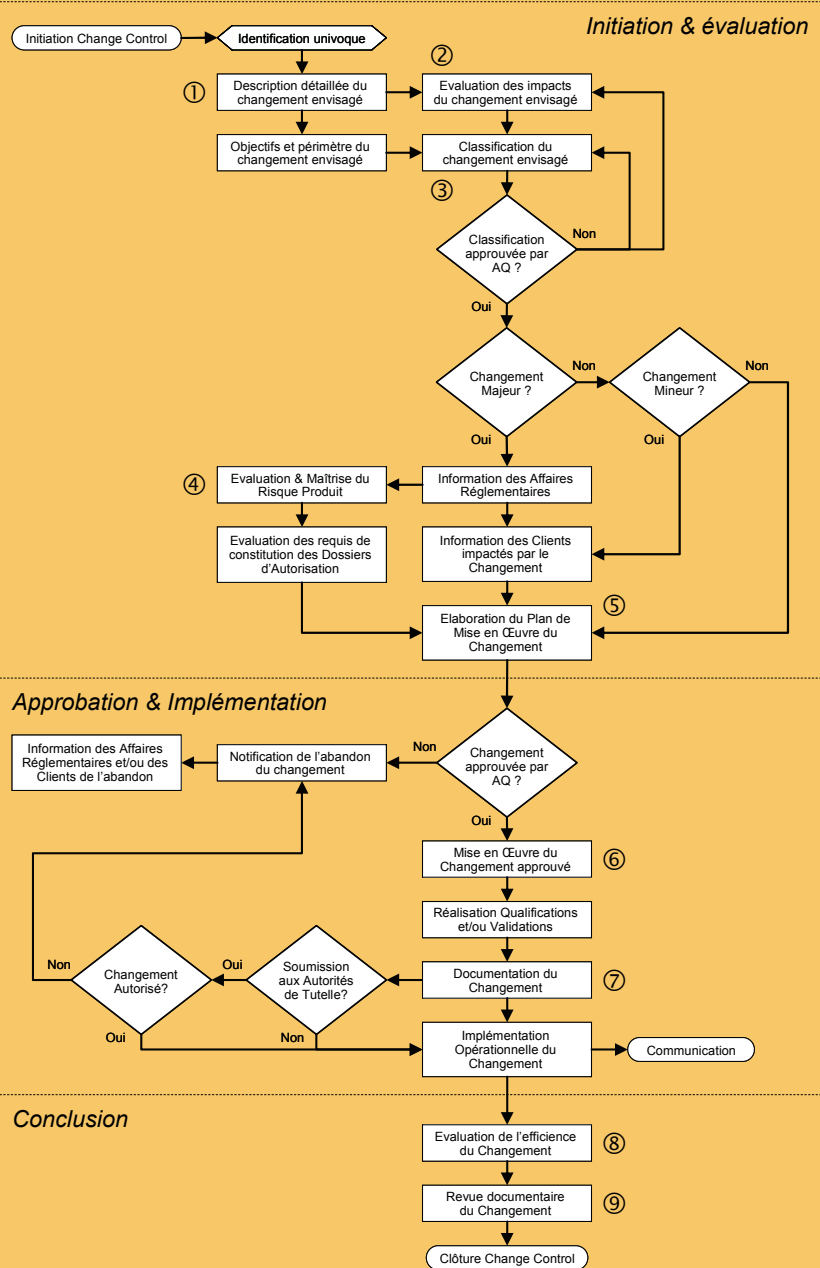 Initiation & évaluation
Initiation Change Control
Identification univoque
②
①
Description détaillée du
changement envisagé
Evaluation des impacts
du changement envisagé
Objectifs et périmètre du
changement envisagé
Classification du
changement envisagé
③
Classification
approuvée par
AQ ?
Non
Oui
Changement
Majeur ?
Non
Changement
Mineur ?
Non
Oui
Oui
④
Evaluation & Maîtrise du
Risque Produit
Information des Affaires
Réglementaires
Evaluation des requis de
constitution des Dossiers
d'Autorisation
Information des Clients
impactés par le
Changement
⑤
Elaboration du Plan de
Mise en Œuvre du
Changement
Approbation & Implémentation
Information des Affaires
Réglementaires et/ou des
Clients de l'abandon
Notification de l'abandon
du changement
Non
Changement
approuvée par
AQ ?
Oui
Mise en Œuvre du
Changement approuvé
⑥
Réalisation Qualifications
et/ou Validations
Non
Changement
Autorisé?
Oui
Soumission
aux Autorités
de Tutelle?
Documentation du
Changement
⑦
Oui
Non
Implémentation
Opérationnelle du
Changement
Communication
Conclusion
Evaluation de l'efficience
du Changement
⑧
Revue documentaire
du Changement
⑨
Clôture Change Control